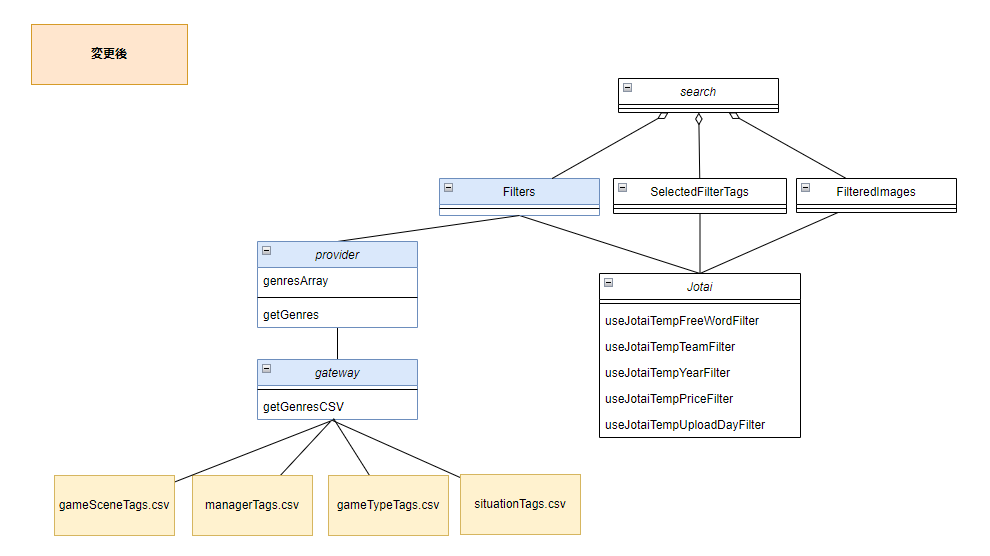 変更後
search
Filters
SelectedFilterTags
FilteredImages
provider
genresArray
getGenres
gateway
getGenresCSV
Jotai
useJotaiTempFreeWordFilter
useJotaiTempTeamFilter
useJotaiTempYearFilter
useJotaiTempPriceFilter
useJotaiTempUploadDayFilter
gameSceneTags.csv
managerTags.csv
gameTypeTags.csv
situationTags.csv